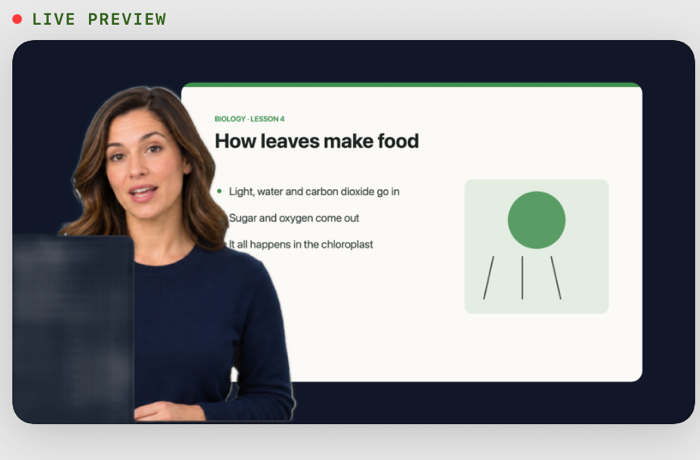 LIVE PREVIEW
BIOLOGY · LESSON 4
How leaves make food
Light, water and carbon dioxide go in
Sugar and oxygen come out
It all happens in the chloroplast